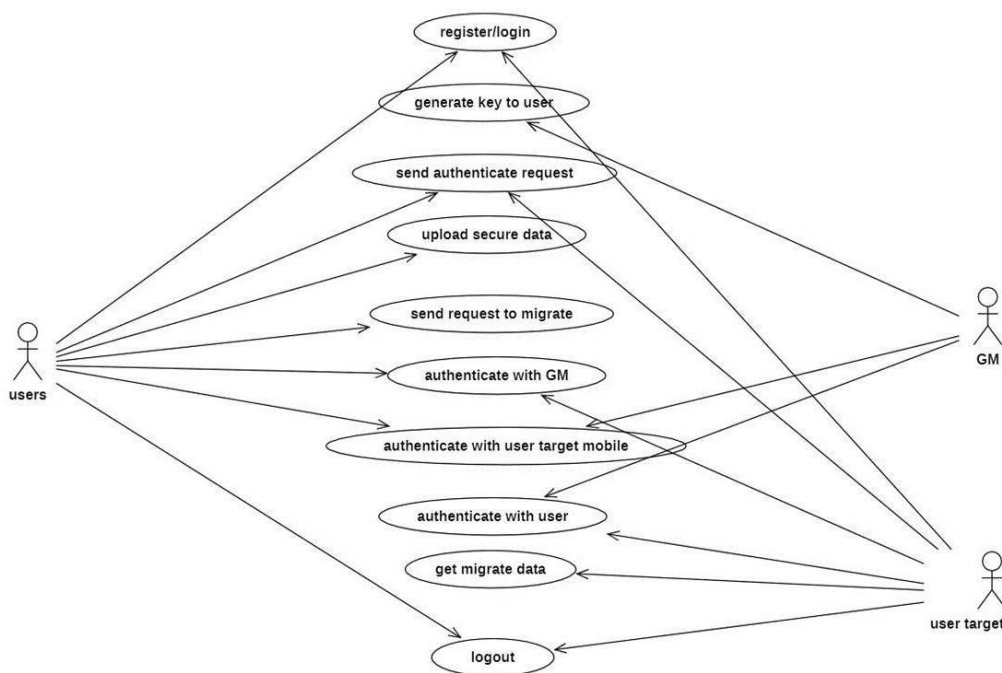 register/login
generate key to user
send authenticate request
upload secure data
send request to migrate
users
GM
authenticate with GM
authenticate with user target mobile
authenticate with user
get migrate data
user target
logout